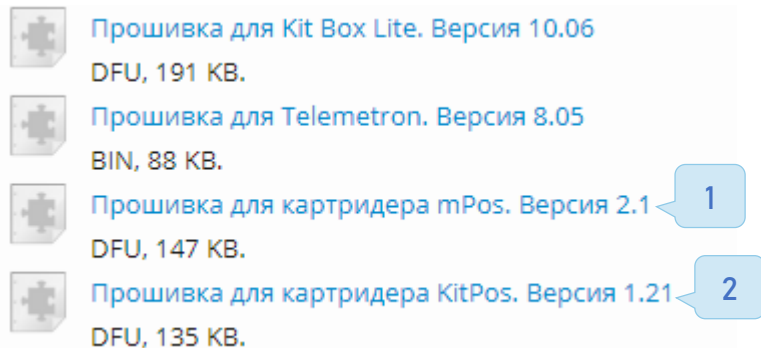 Прошивка для Kit Box Lite. Версия 10.06
DFU, 191 KB.
Прошивка для Telemetron. Версия 8.05
BIN, 88 KB.
Прошивка для картридера mPos. Версия 2.1
1
DFU, 147 KB.
Прошивка для картридера KitPos. Версия 1.21
2
DFU, 135 KB.